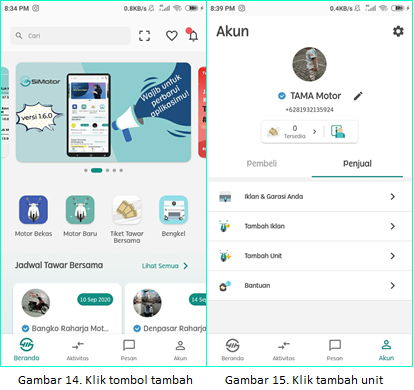 8:34 PM
0.8KB/s
Cari
SiMotor
versi 1.6.0
Wajib untuk
perbarui
aplikasimu!
Motor Bekas
Motor Baru
Tiket Tawar
Bersama
Bengkel
Jadwal Tawar Bersama
Lihat Semua
10 Sep 2020
14 Sep
Bangko Raharja Mot...
Denpasar Raharja
Beranda
Aktivitas
Pesan
Akun
Gambar 14. Klik tombol tambah
8:39 PM
0.4KB/s
Akun
TAMA Motor
+6281932135924
0
Tersedia
Pembeli
Penjual
Iklan & Garasi Anda
Tambah Iklan
Tambah Unit
Bantuan
Beranda
Aktivitas
Pesan
Akun
Gambar 15. Klik tambah unit